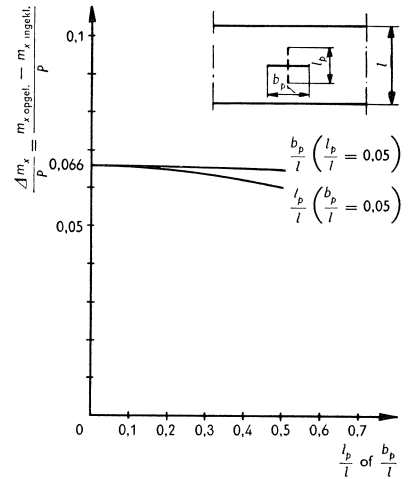 Δ m_x / P = m_x opgel. − m_x ingekl. / P
0,1
0,066
0,05
0
0,1 0,2 0,3 0,4 0,5 0,6 0,7
l_p/l of b_p/l
b_p/l (l_p/l = 0,05)
l_p/l (b_p/l = 0,05)
l_p
b_p
l